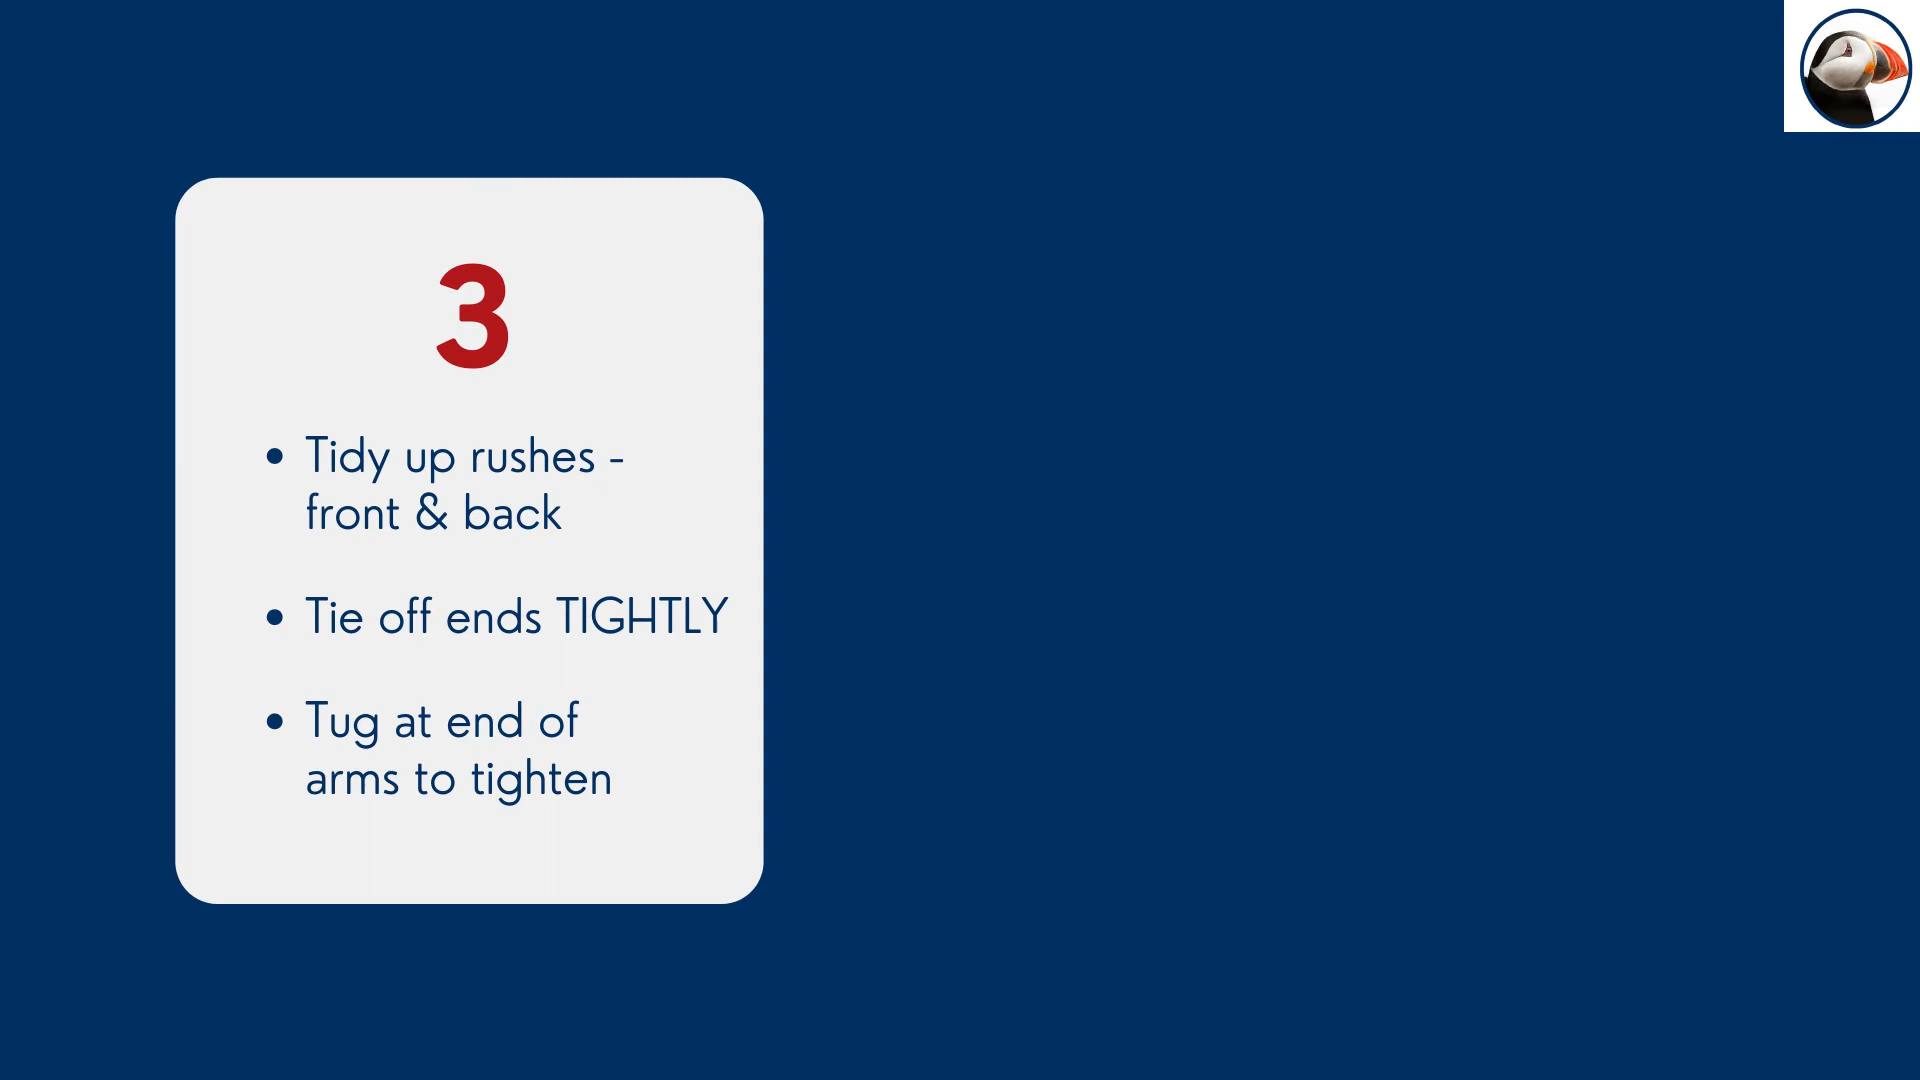 3
• Tidy up rushes -
front & back
• Tie off ends TIGHTLY
• Tug at end of
arms to tighten